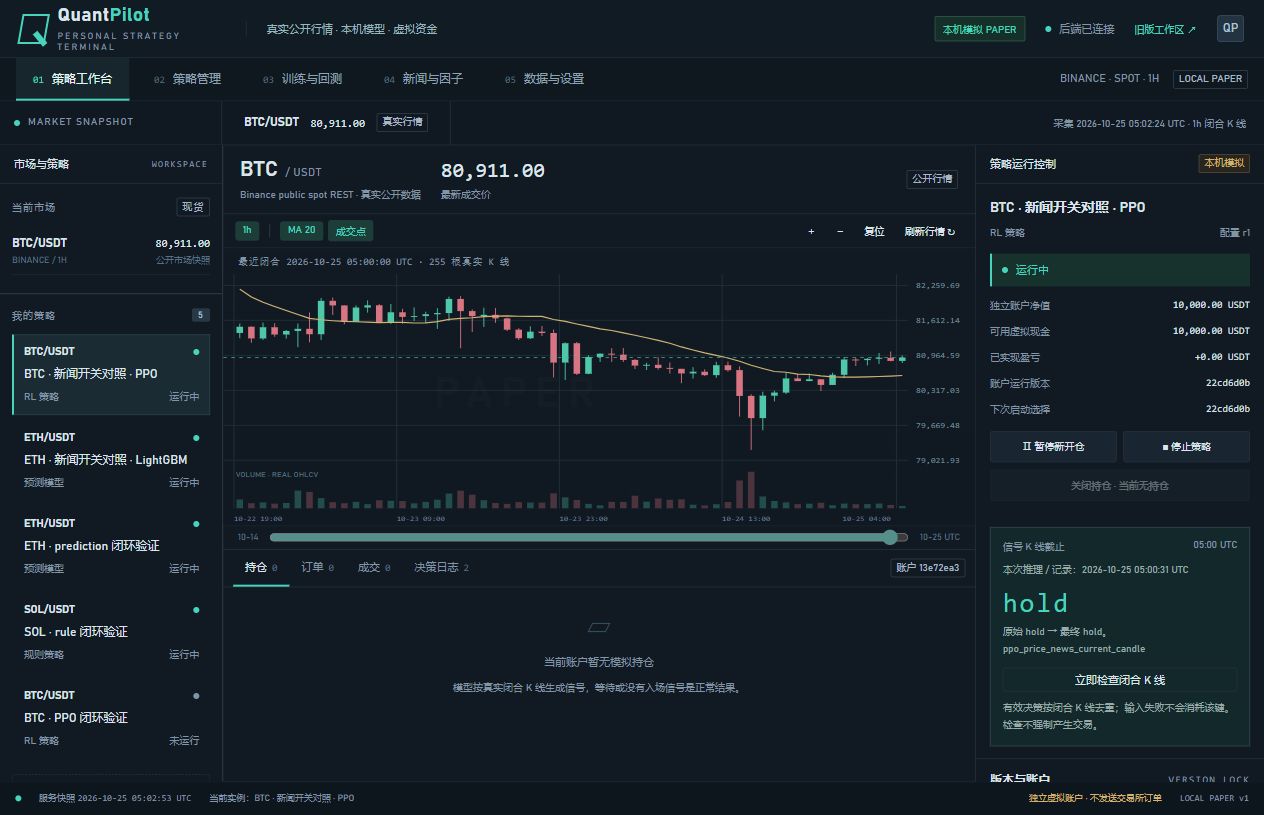 QuantPilot
PERSONAL STRATEGY
TERMINAL
真实公开行情 · 本机模型 · 虚拟资金
本机模拟 PAPER
后端已连接
旧版工作区 ↗
QP
01 策略工作台
02 策略管理
03 训练与回测
04 新闻与因子
05 数据与设置
BINANCE · SPOT · 1H
LOCAL PAPER
MARKET SNAPSHOT
BTC/USDT 80,911.00 真实行情
采集 2026-10-25 05:02:24 UTC · 1h 闭合 K 线
市场与策略 WORKSPACE
当前市场 现货
BTC/USDT 80,911.00
BINANCE / 1H 公开市场快照
我的策略 5
BTC/USDT
BTC · 新闻开关对照 · PPO
RL 策略 运行中
ETH/USDT
ETH · 新闻开关对照 · LightGBM
预测模型 运行中
ETH/USDT
ETH · prediction 闭环验证
预测模型 运行中
SOL/USDT
SOL · rule 闭环验证
规则策略 运行中
BTC/USDT
BTC · PPO 闭环验证
RL 策略 未运行
BTC / USDT 80,911.00
Binance public spot REST · 真实公开数据 最新成交价
公开行情
1h MA 20 成交点
+ − 复位 刷新行情 ↻
最近闭合 2026-10-25 05:00:00 UTC · 255 根真实 K 线
82,259.69
81,612.14
80,964.59
80,317.03
79,669.48
79,021.93
PAPER
VOLUME · REAL OHLCV
10-22 19:00 10-23 09:00 10-23 23:00 10-24 13:00 10-25 04:00
10-14 10-25 UTC
持仓 0 订单 0 成交 0 决策日志 2
账户 13e72ea3
当前账户暂无模拟持仓
模型按真实闭合 K 线生成信号，等待或没有入场信号是正常结果。
策略运行控制 本机模拟
BTC · 新闻开关对照 · PPO
RL 策略 配置 r1
运行中
独立账户净值 10,000.00 USDT
可用虚拟现金 10,000.00 USDT
已实现盈亏 +0.00 USDT
账户运行版本 22cd6d0b
下次启动选择 22cd6d0b
⏸ 暂停新开仓 ■ 停止策略
关闭持仓 · 当前无持仓
信号 K 线截止 05:00 UTC
本次推理 / 记录：2026-10-25 05:00:31 UTC
hold
原始 hold → 最终 hold。
ppo_price_news_current_candle
立即检查闭合 K 线
有效决策按闭合 K 线去重；输入失败不会消耗该键。
检查不强制产生交易。
版本与账户 VERSION LOCK
服务快照 2026-10-25 05:02:53 UTC 当前实例：BTC · 新闻开关对照 · PPO
独立虚拟账户 · 不发送交易所订单 LOCAL PAPER v1